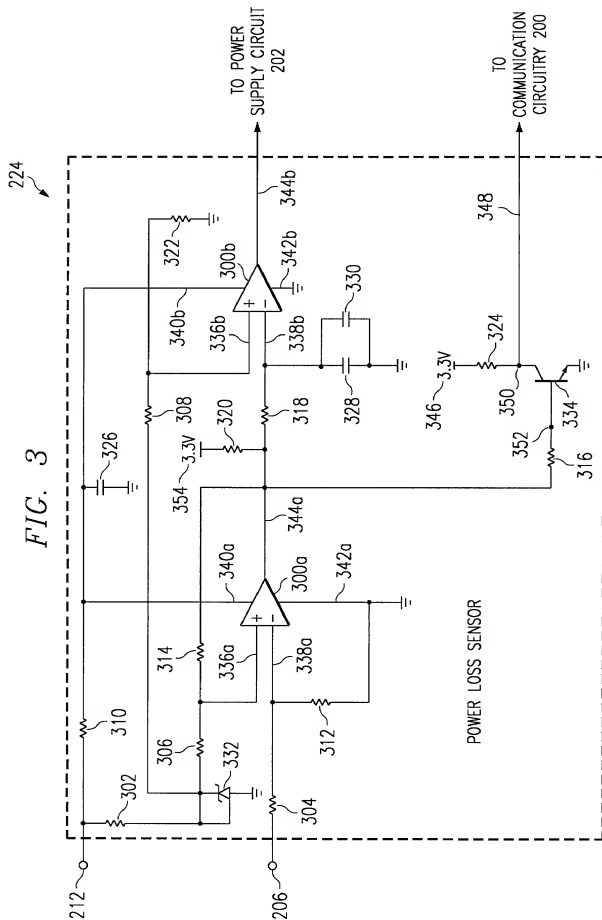 FIG. 3
224
212
310
302
326
340b
322
308
314
306
332
336a
338a
340a
300a
342a
344a
304
312
206
354
3.3V
320
318
336b
338b
300b
342b
344b
TO POWER
SUPPLY CIRCUIT
202
328
330
346
3.3V
324
350
348
TO
COMMUNICATION
CIRCUITRY 200
352
316
334
POWER LOSS SENSOR